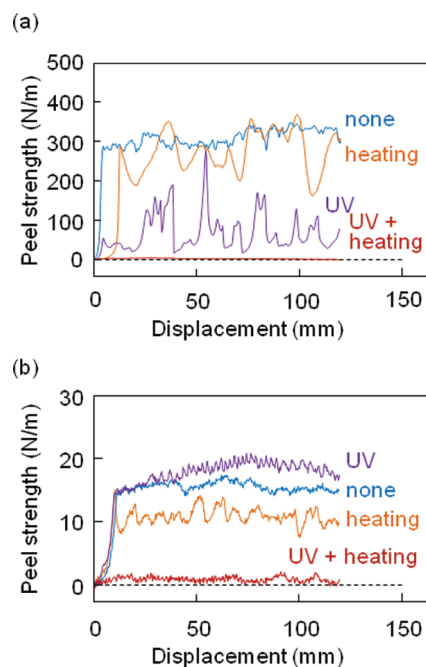 (a)
Peel strength (N/m)
500
400
300
200
100
0
none
heating
UV
UV +
heating
0
50
100
150
Displacement (mm)
(b)
Peel strength (N/m)
30
20
10
0
UV
none
heating
UV + heating
0
50
100
150
Displacement (mm)